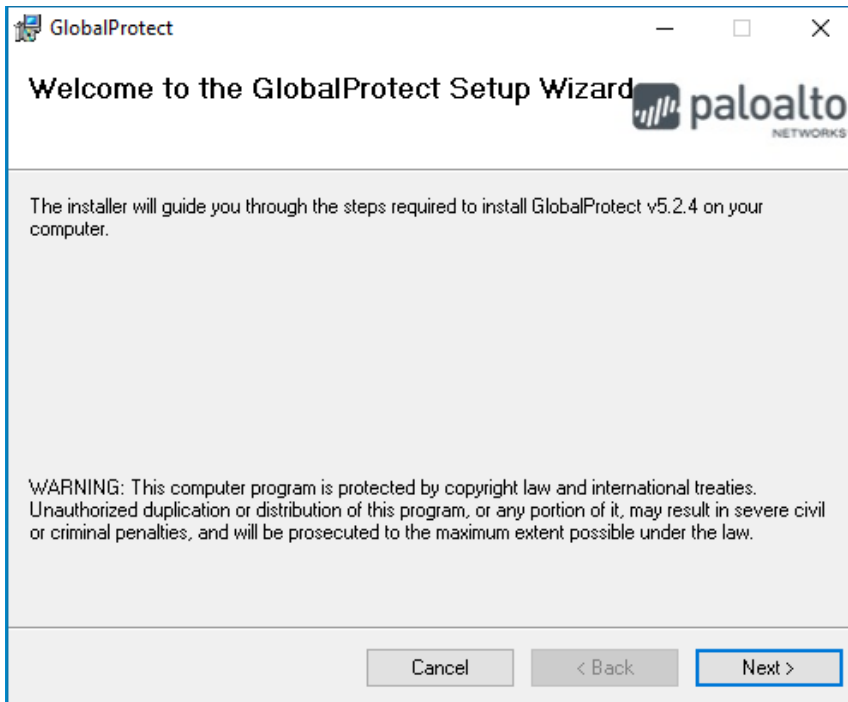 GlobalProtect
Welcome to the GlobalProtect Setup Wizard
paloalto
NETWORKS
The installer will guide you through the steps required to install GlobalProtect v5.2.4 on your
computer.
WARNING: This computer program is protected by copyright law and international treaties.
Unauthorized duplication or distribution of this program, or any portion of it, may result in severe civil
or criminal penalties, and will be prosecuted to the maximum extent possible under the law.
Cancel < Back Next >